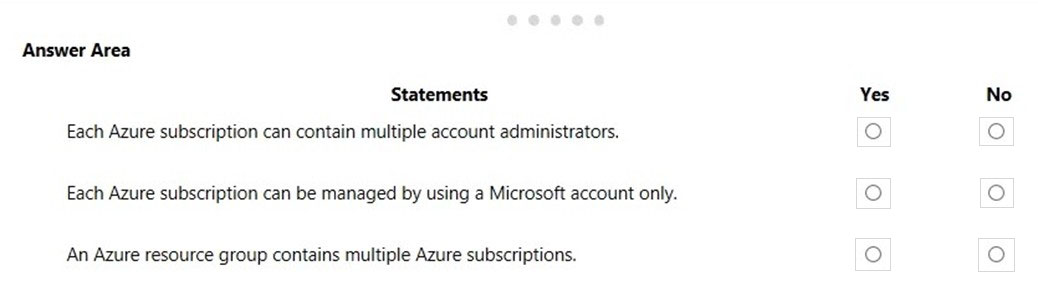 Answer Area
Statements Yes No
Each Azure subscription can contain multiple account administrators.
Each Azure subscription can be managed by using a Microsoft account only.
An Azure resource group contains multiple Azure subscriptions.